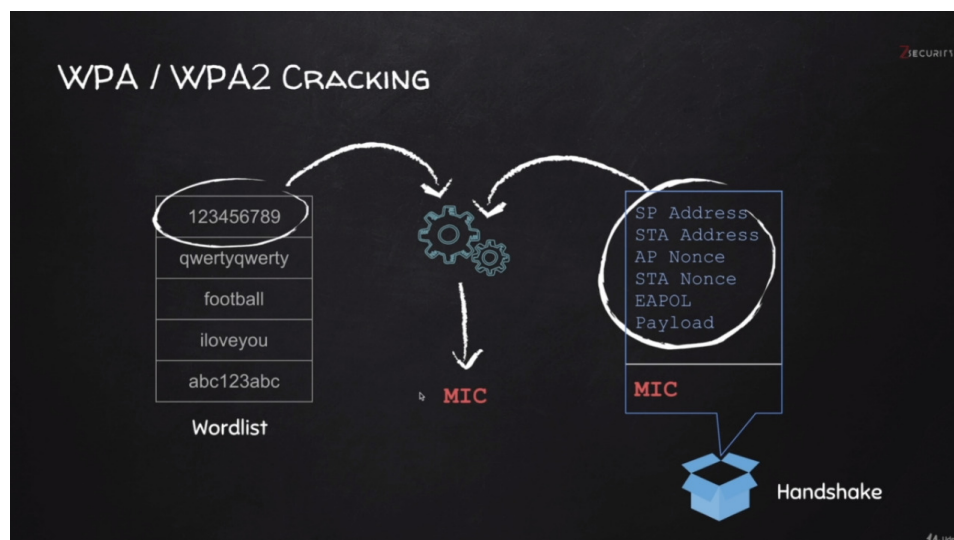 ZSECURITY
WPA / WPA2 CRACKING
123456789
qwertyqwerty
football
iloveyou
abc123abc
Wordlist
MIC
SP Address
STA Address
AP Nonce
STA Nonce
EAPOL
Payload
MIC
Handshake